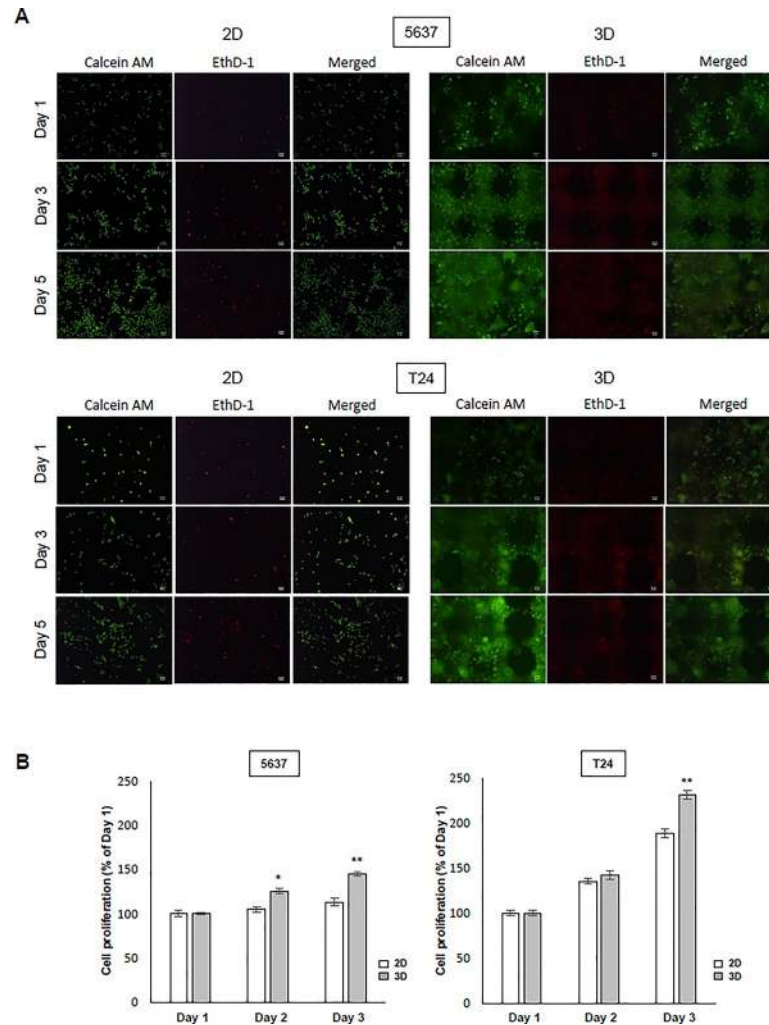 A
2D 5637 3D
Calcein AM EthD-1 Merged Calcein AM EthD-1 Merged
Day 1
Day 3
Day 5
2D T24 3D
Calcein AM EthD-1 Merged Calcein AM EthD-1 Merged
Day 1
Day 3
Day 5
B
5637
Cell proliferation (% of Day 1)
250
200
150
100
50
0
* **
Day 1 Day 2 Day 3
2D
3D
T24
Cell proliferation (% of Day 1)
250
200
150
100
50
0
**
Day 1 Day 2 Day 3
2D
3D